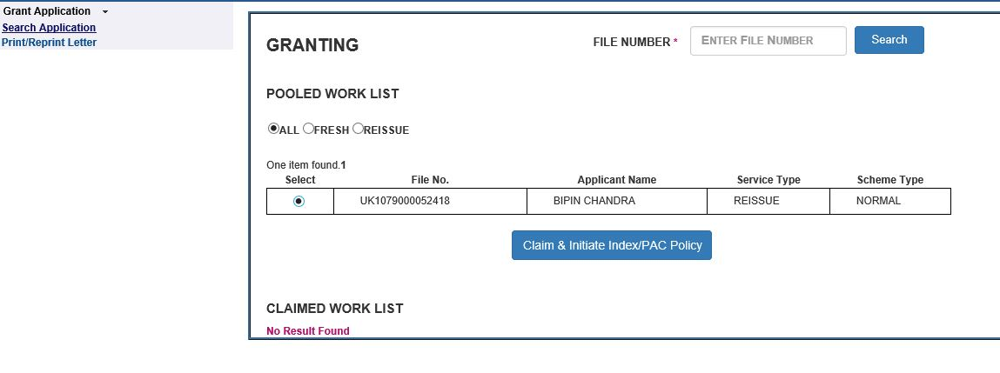 Grant Application
Search Application
Print/Reprint Letter
GRANTING
FILE NUMBER *
ENTER FILE NUMBER
Search
POOLED WORK LIST
ALL FRESH REISSUE
One item found.1
Select File No. Applicant Name Service Type Scheme Type
UK1079000052418 BIPIN CHANDRA REISSUE NORMAL
Claim & Initiate Index/PAC Policy
CLAIMED WORK LIST
No Result Found